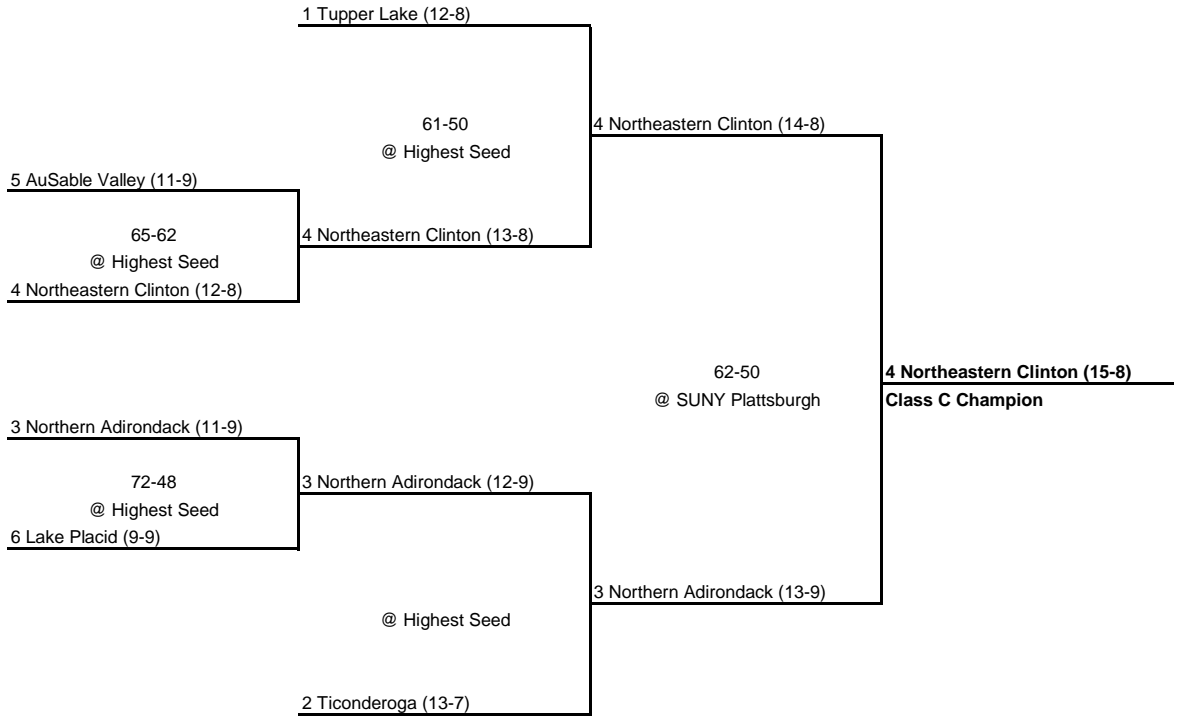 1 Tupper Lake (12-8)
61-50
@ Highest Seed
4 Northeastern Clinton (14-8)
5 AuSable Valley (11-9)
65-62
@ Highest Seed
4 Northeastern Clinton (13-8)
4 Northeastern Clinton (12-8)
62-50
@ SUNY Plattsburgh
4 Northeastern Clinton (15-8)
Class C Champion
3 Northern Adirondack (11-9)
72-48
@ Highest Seed
3 Northern Adirondack (12-9)
6 Lake Placid (9-9)
3 Northern Adirondack (13-9)
@ Highest Seed
2 Ticonderoga (13-7)